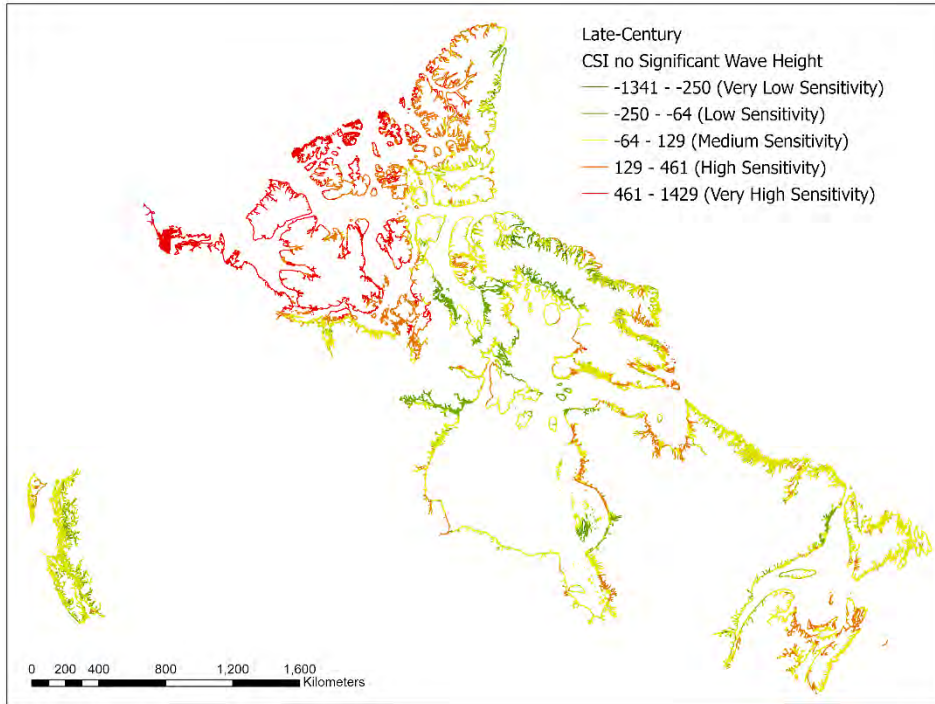 Late-Century
CSI no Significant Wave Height
-1341 - -250 (Very Low Sensitivity)
-250 - -64 (Low Sensitivity)
-64 - 129 (Medium Sensitivity)
129 - 461 (High Sensitivity)
461 - 1429 (Very High Sensitivity)
0 200 400 800 1,200 1,600
Kilometers